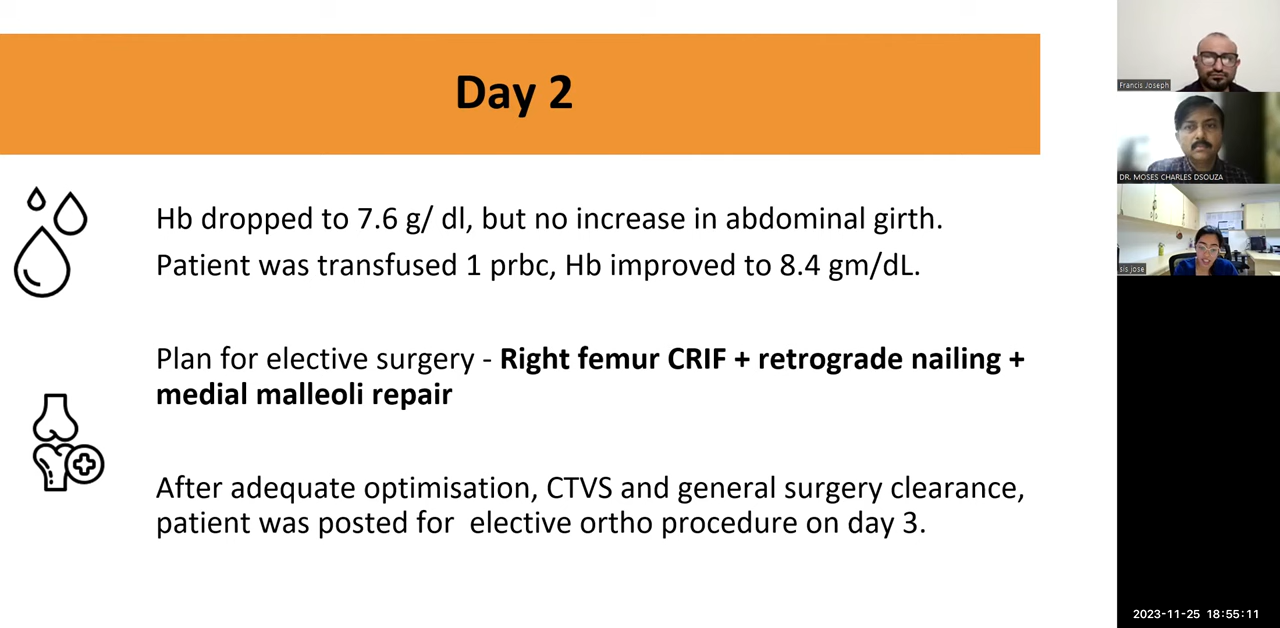 Day 2
Hb dropped to 7.6 g/ dl, but no increase in abdominal girth.
Patient was transfused 1 prbc, Hb improved to 8.4 gm/dL.
Plan for elective surgery - Right femur CRIF + retrograde nailing +
medial malleoli repair
After adequate optimisation, CTVS and general surgery clearance,
patient was posted for  elective ortho procedure on day 3.
Francis Joseph
DR. MOSES CHARLES DSOUZA
sis jose
2023-11-25 18:55:11